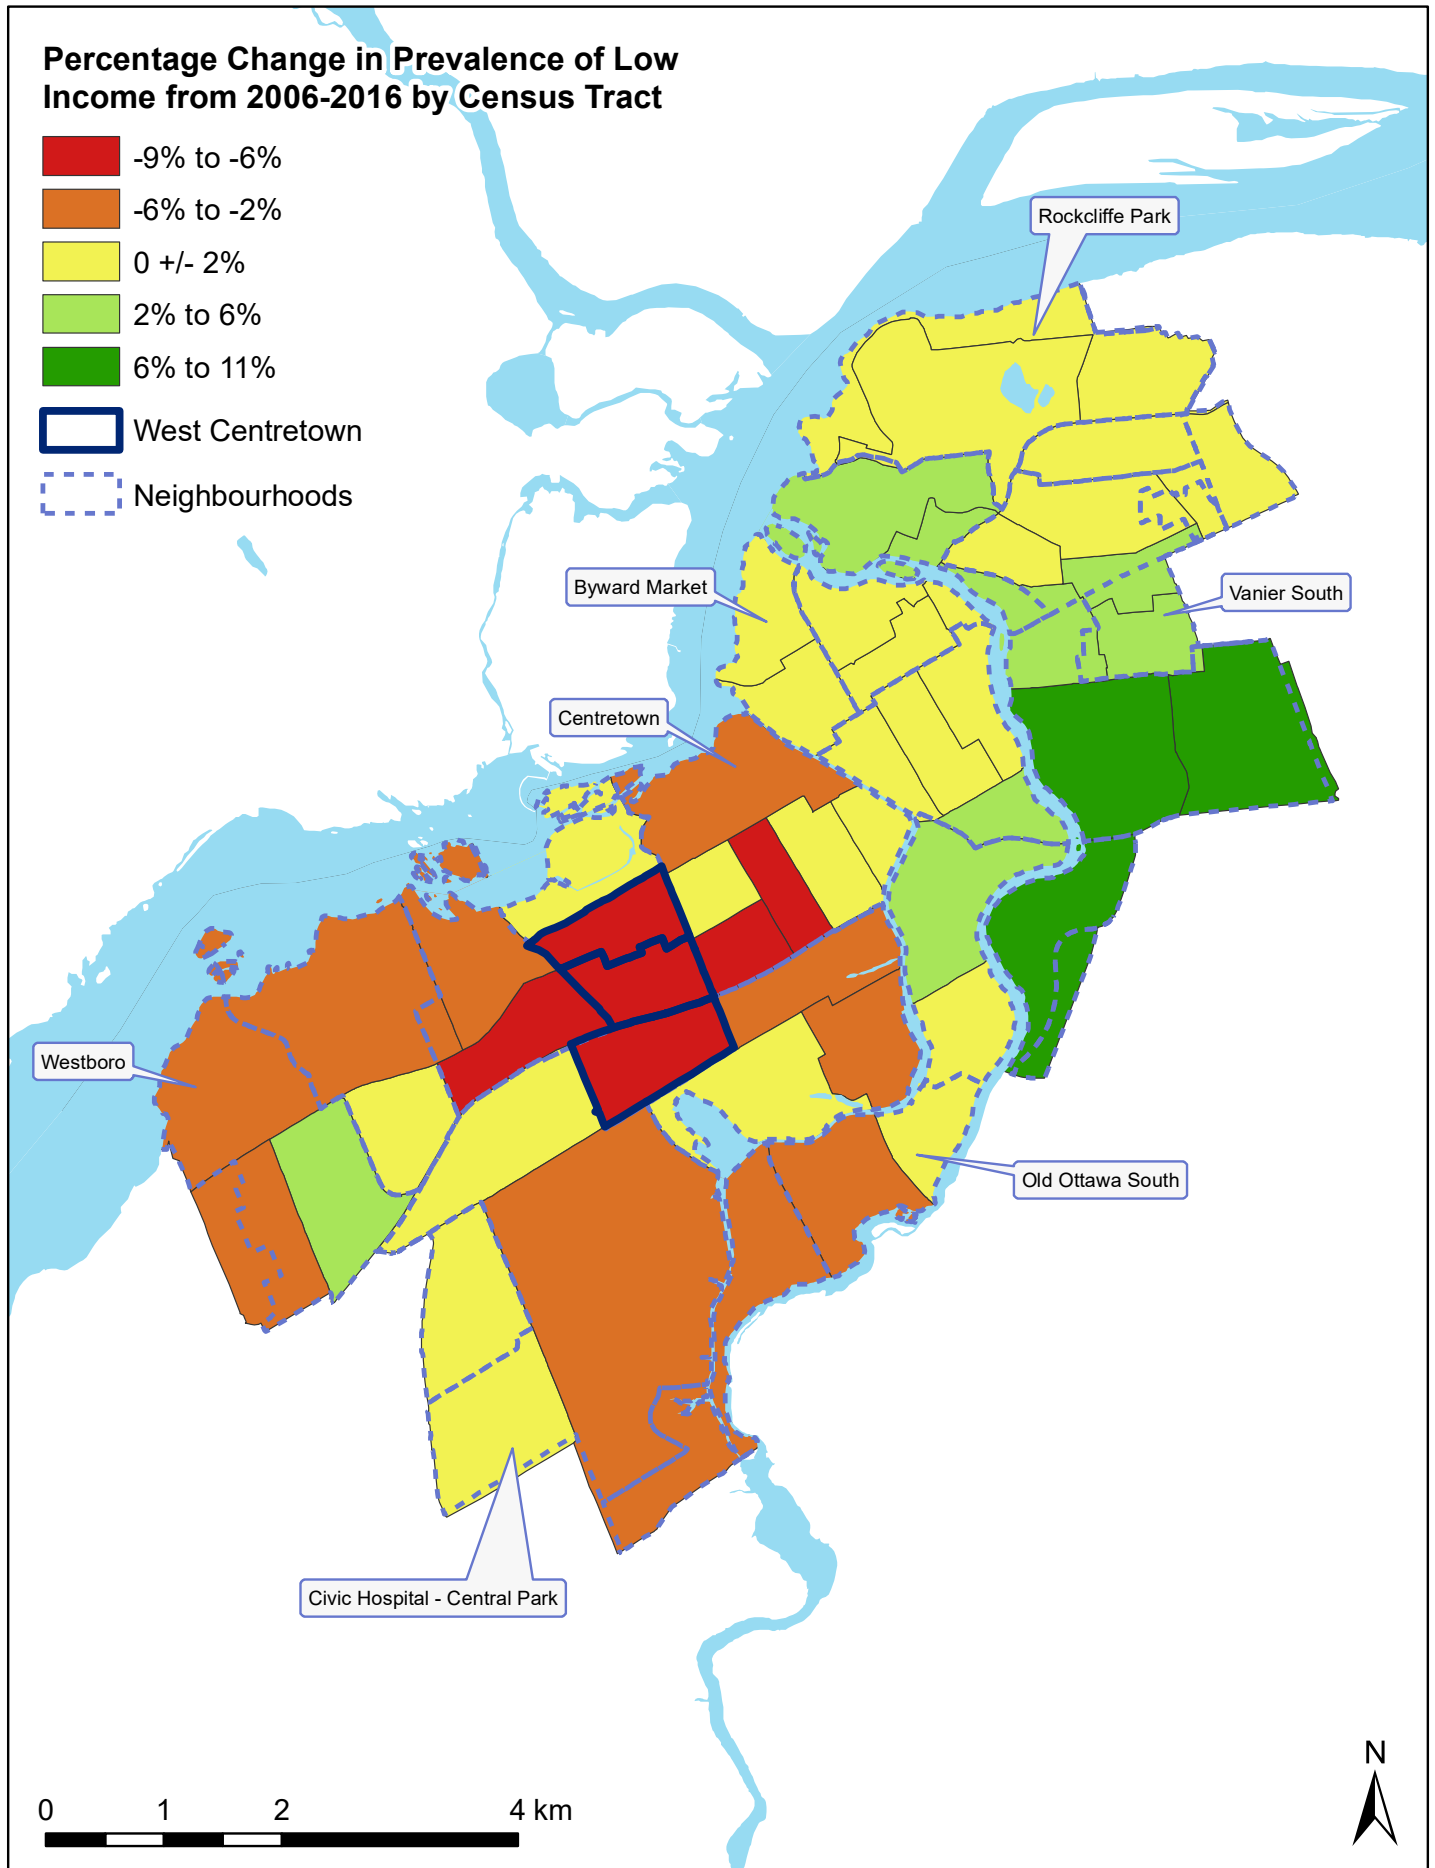 Percentage Change in Prevalence of Low
Income from 2006-2016 by Census Tract
-9% to -6%
-6% to -2%
0 +/- 2%
2% to 6%
6% to 11%
West Centretown
Neighbourhoods
Rockcliffe Park
Byward Market
Vanier South
Centretown
Westboro
Old Ottawa South
Civic Hospital - Central Park
0 1 2 4 km
N